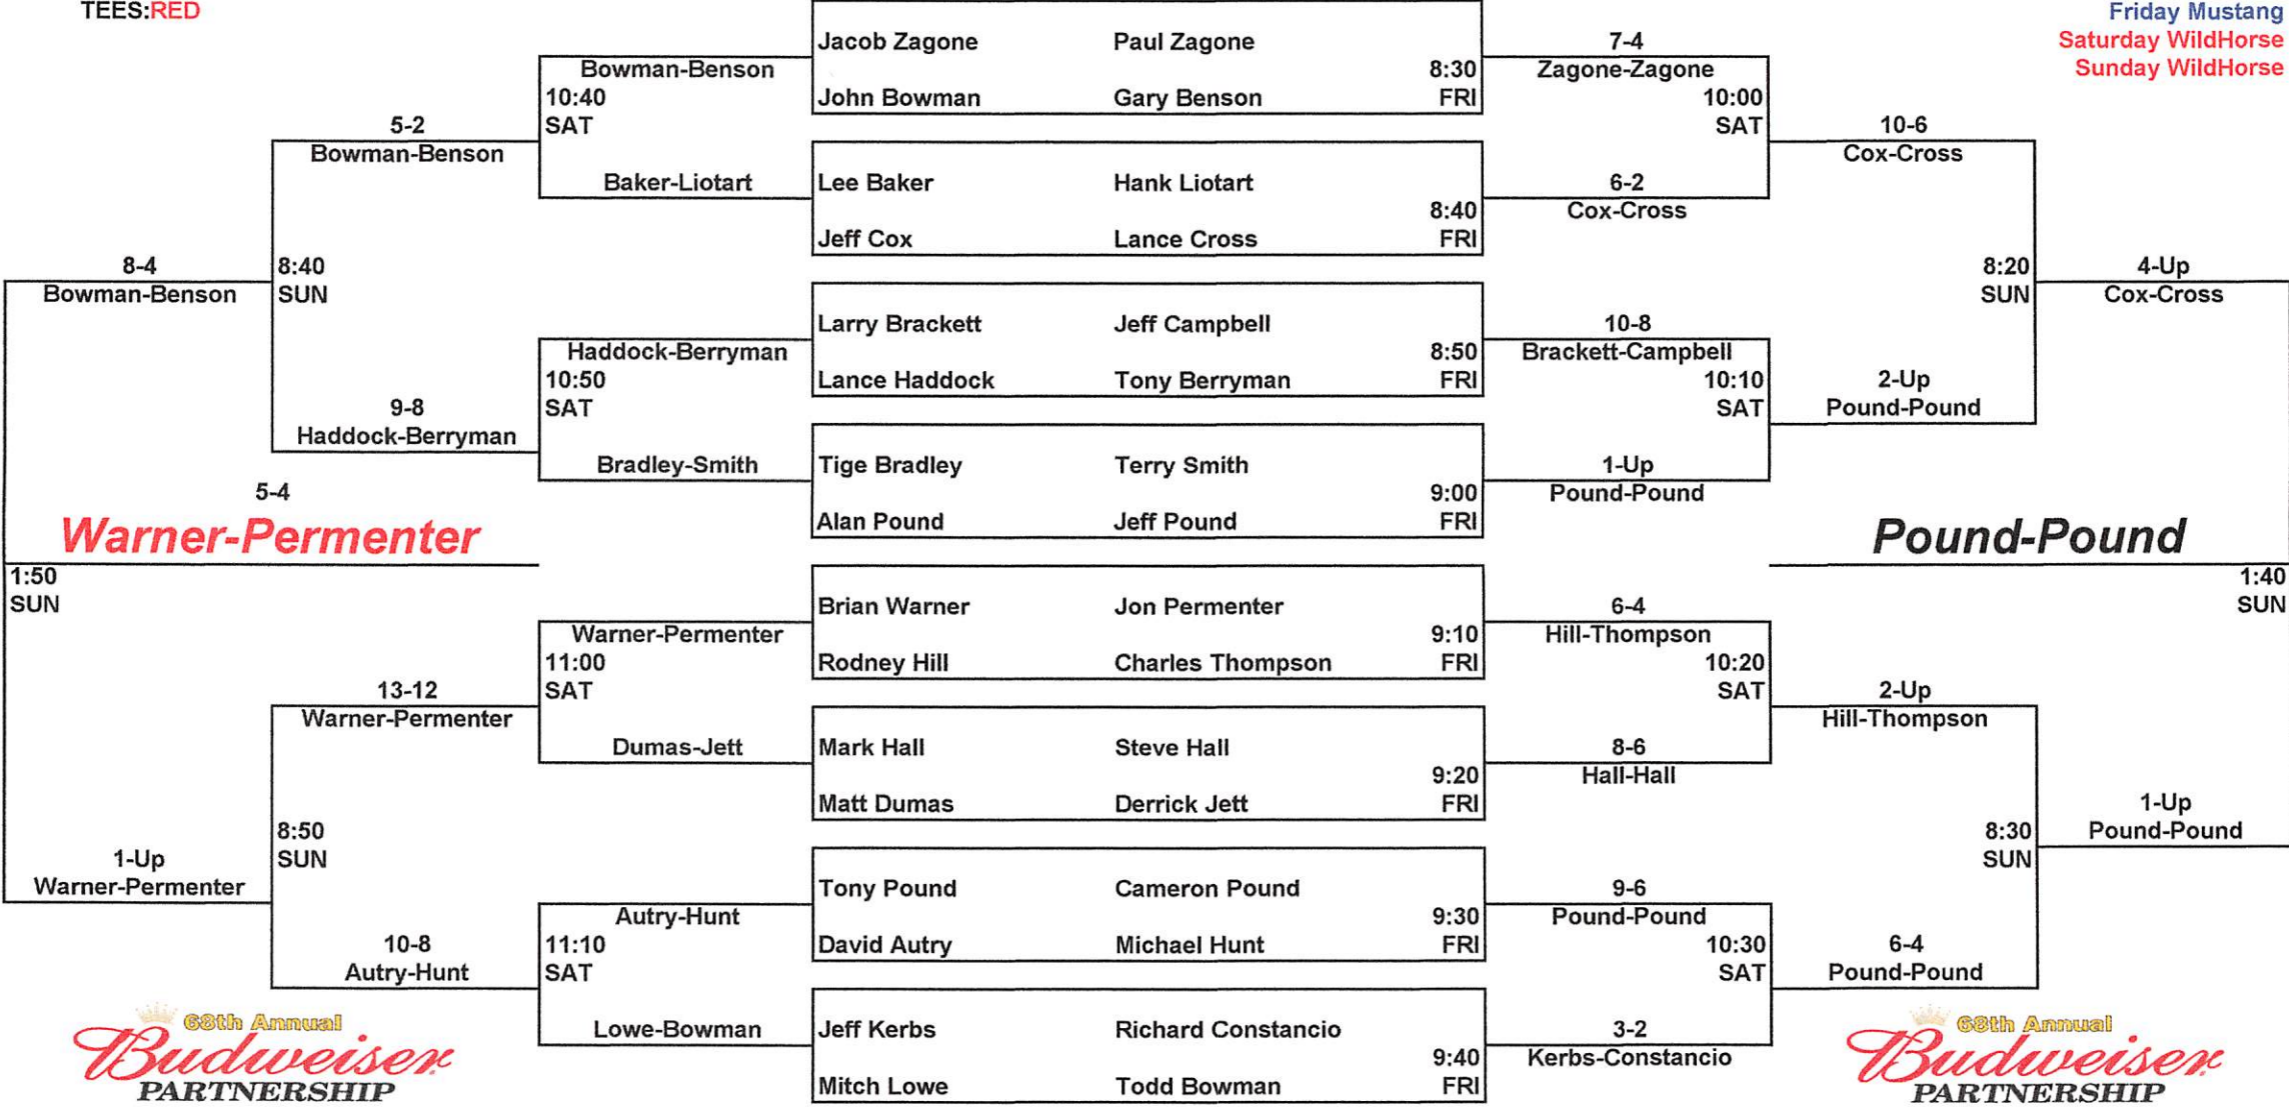 TEES:RED
Friday Mustang
Saturday WildHorse
Sunday WildHorse
8-4
Bowman-Benson
5-4
Warner-Permenter
1:50
SUN
1-Up
Warner-Permenter
5-2
Bowman-Benson
8:40
SUN
9-8
Haddock-Berryman
13-12
Warner-Permenter
8:50
SUN
10-8
Autry-Hunt
Bowman-Benson
10:40
SAT
Baker-Liotart
Haddock-Berryman
10:50
SAT
Bradley-Smith
Warner-Permenter
11:00
SAT
Dumas-Jett
Autry-Hunt
11:10
SAT
Lowe-Bowman
Jacob Zagone Paul Zagone
8:30
John Bowman Gary Benson FRI
Lee Baker Hank Liotart
8:40
Jeff Cox Lance Cross FRI
Larry Brackett Jeff Campbell
8:50
Lance Haddock Tony Berryman FRI
Tige Bradley Terry Smith
9:00
Alan Pound Jeff Pound FRI
Brian Warner Jon Permenter
9:10
Rodney Hill Charles Thompson FRI
Mark Hall Steve Hall
9:20
Matt Dumas Derrick Jett FRI
Tony Pound Cameron Pound
9:30
David Autry Michael Hunt FRI
Jeff Kerbs Richard Constancio
9:40
Mitch Lowe Todd Bowman FRI
7-4
Zagone-Zagone
10:00
SAT
6-2
Cox-Cross
10-8
Brackett-Campbell
10:10
SAT
1-Up
Pound-Pound
6-4
Hill-Thompson
10:20
SAT
8-6
Hall-Hall
9-6
Pound-Pound
10:30
SAT
3-2
Kerbs-Constancio
10-6
Cox-Cross
8:20
SUN
2-Up
Pound-Pound
2-Up
Hill-Thompson
8:30
SUN
6-4
Pound-Pound
4-Up
Cox-Cross
Pound-Pound
1:40
SUN
1-Up
Pound-Pound
68th Annual
Budweiser
PARTNERSHIP
68th Annual
Budweiser
PARTNERSHIP